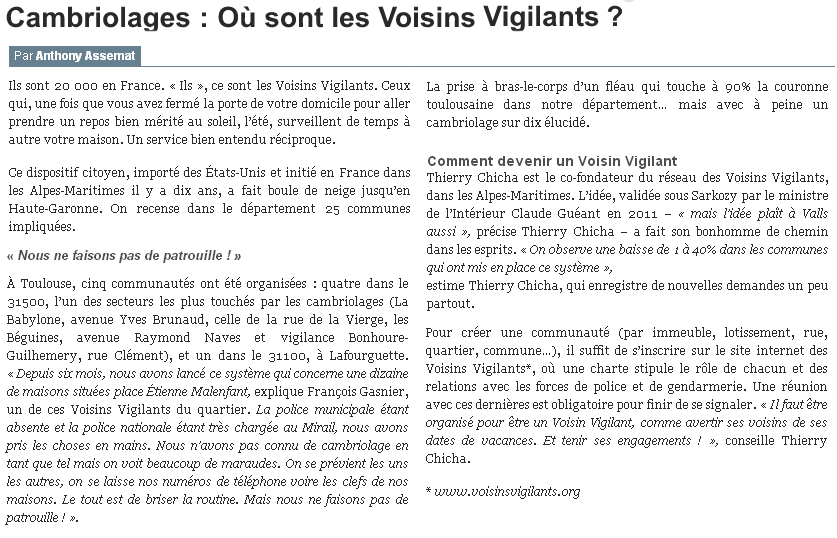 Cambriolages : Où sont les Voisins Vigilants ?
Par Anthony Assemat
Ils sont 20 000 en France. « Ils », ce sont les Voisins Vigilants. Ceux
qui, une fois que vous avez fermé la porte de votre domicile pour aller
prendre un repos bien mérité au soleil, l'été, surveillent de temps à
autre votre maison. Un service bien entendu réciproque.
Ce dispositif citoyen, importé des États-Unis et initié en France dans
les Alpes-Maritimes il y a dix ans, a fait boule de neige jusqu'en
Haute-Garonne. On recense dans le département 25 communes
impliquées.
« Nous ne faisons pas de patrouille ! »
À Toulouse, cinq communautés ont été organisées : quatre dans le
31500, l'un des secteurs les plus touchés par les cambriolages (La
Babylone, avenue Yves Brunaud, celle de la rue de la Vierge, les
Béguines, avenue Raymond Naves et vigilance Bonhoure-
Guilhemery, rue Clément), et un dans le 31100, à Lafourguette.
« Depuis six mois, nous avons lancé ce système qui concerne une dizaine
de maisons situées place Étienne Malenfant, explique François Gasnier,
un de ces Voisins Vigilants du quartier. La police municipale étant
absente et la police nationale étant très chargée au Mirail, nous avons
pris les choses en mains. Nous n'avons pas connu de cambriolage en
tant que tel mais on voit beaucoup de maraudes. On se prévient les uns
les autres, on se laisse nos numéros de téléphone voire les clefs de nos
maisons. Le tout est de briser la routine. Mais nous ne faisons pas de
patrouille ! ».
La prise à bras-le-corps d'un fléau qui touche à 90% la couronne
toulousaine dans notre département... mais avec à peine un
cambriolage sur dix élucidé.
Comment devenir un Voisin Vigilant
Thierry Chicha est le co-fondateur du réseau des Voisins Vigilants,
dans les Alpes-Maritimes. L'idée, validée sous Sarkozy par le ministre
de l'Intérieur Claude Guéant en 2011 – « mais l'idée plaît à Valls
aussi », précise Thierry Chicha – a fait son bonhomme de chemin
dans les esprits. « On observe une baisse de 1 à 40% dans les communes
qui ont mis en place ce système »,
estime Thierry Chicha, qui enregistre de nouvelles demandes un peu
partout.
Pour créer une communauté (par immeuble, lotissement, rue,
quartier, commune...), il suffit de s'inscrire sur le site internet des
Voisins Vigilants*, où une charte stipule le rôle de chacun et des
relations avec les forces de police et de gendarmerie. Une réunion
avec ces dernières est obligatoire pour finir de se signaler. « Il faut être
organisé pour être un Voisin Vigilant, comme avertir ses voisins de ses
dates de vacances. Et tenir ses engagements ! », conseille Thierry
Chicha.
* www.voisinsvigilants.org